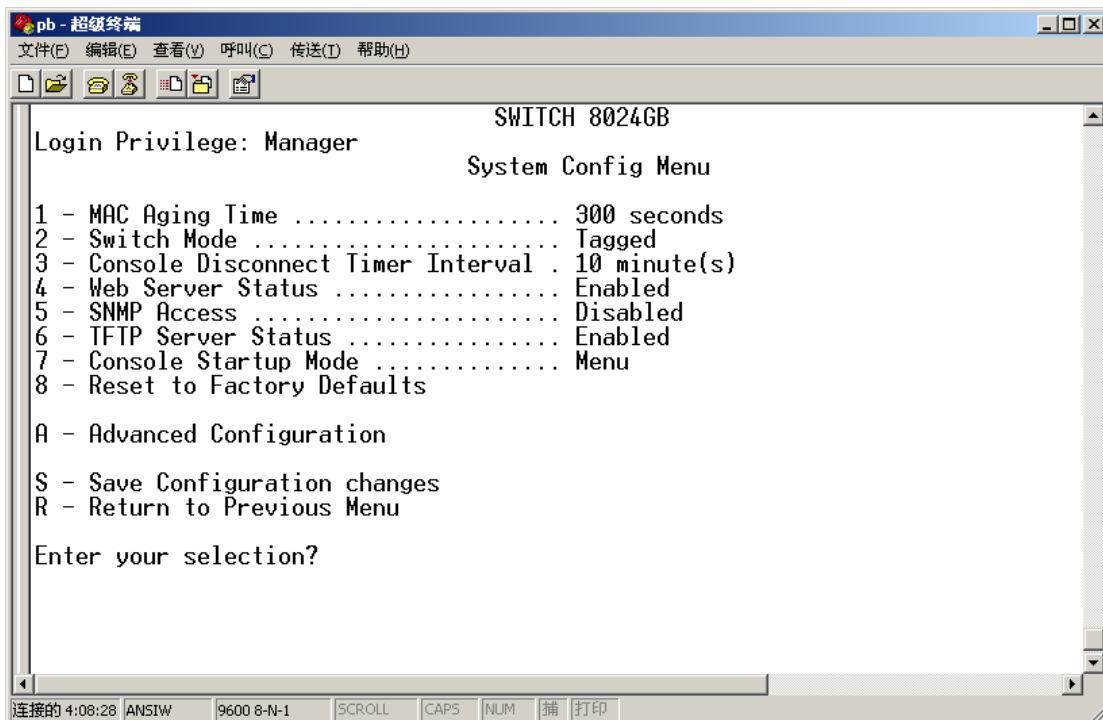 pb - 超级终端
文件(F) 编辑(E) 查看(V) 呼叫(C) 传送(T) 帮助(H)
SWITCH 8024GB
Login Privilege: Manager
System Config Menu
1 - MAC Aging Time .................... 300 seconds
2 - Switch Mode ....................... Tagged
3 - Console Disconnect Timer Interval . 10 minute(s)
4 - Web Server Status ................. Enabled
5 - SNMP Access ....................... Disabled
6 - TFTP Server Status ................ Enabled
7 - Console Startup Mode .............. Menu
8 - Reset to Factory Defaults
A - Advanced Configuration
S - Save Configuration changes
R - Return to Previous Menu
Enter your selection?
连接的 4:08:28 ANSIW 9600 8-N-1 SCROLL CAPS NUM 捕 打印